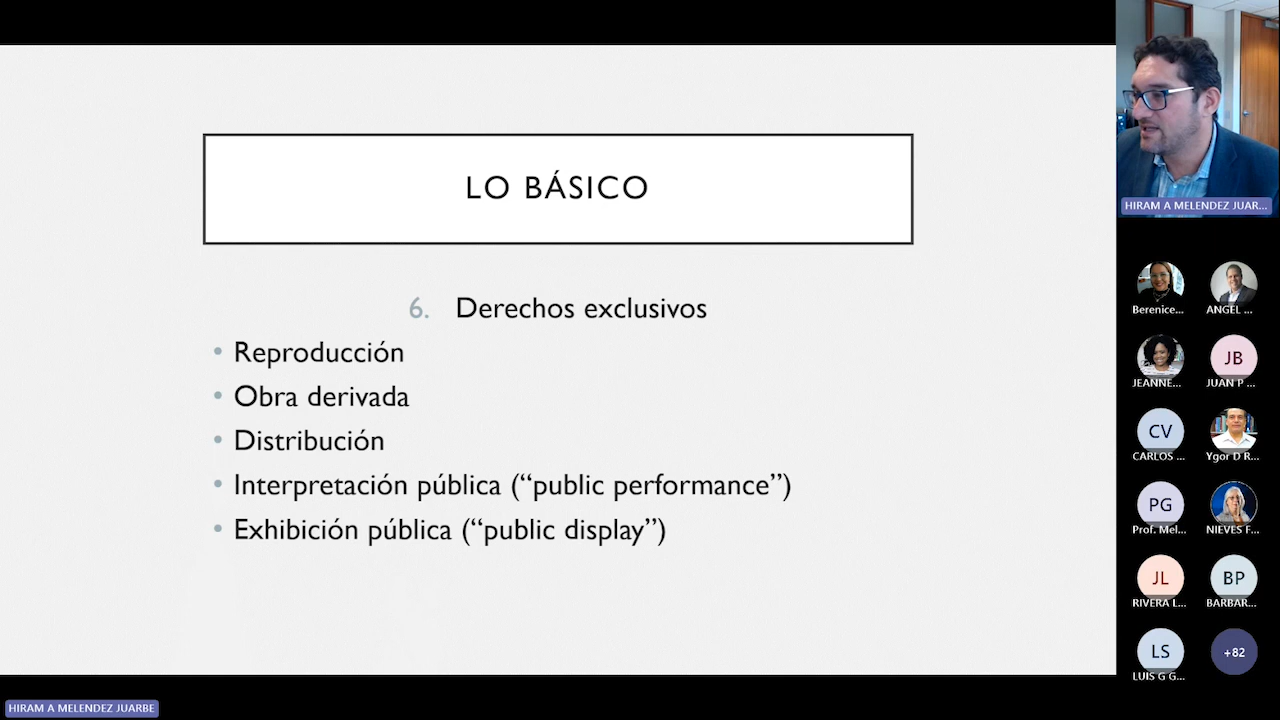 LO BÁSICO
6. Derechos exclusivos
• Reproducción
• Obra derivada
• Distribución
• Interpretación pública (“public performance”)
• Exhibición pública (“public display”)
HIRAM A MELENDEZ JUAR...
Berenice...
ANGEL ...
JEANNE...
JB
JUAN P ...
CV
CARLOS ...
Ygor D R...
PG
Prof. Mel...
NIEVES F...
JL
RIVERA L...
BP
BARBAR...
LS
LUIS G G...
+82
HIRAM A MELENDEZ JUARBE